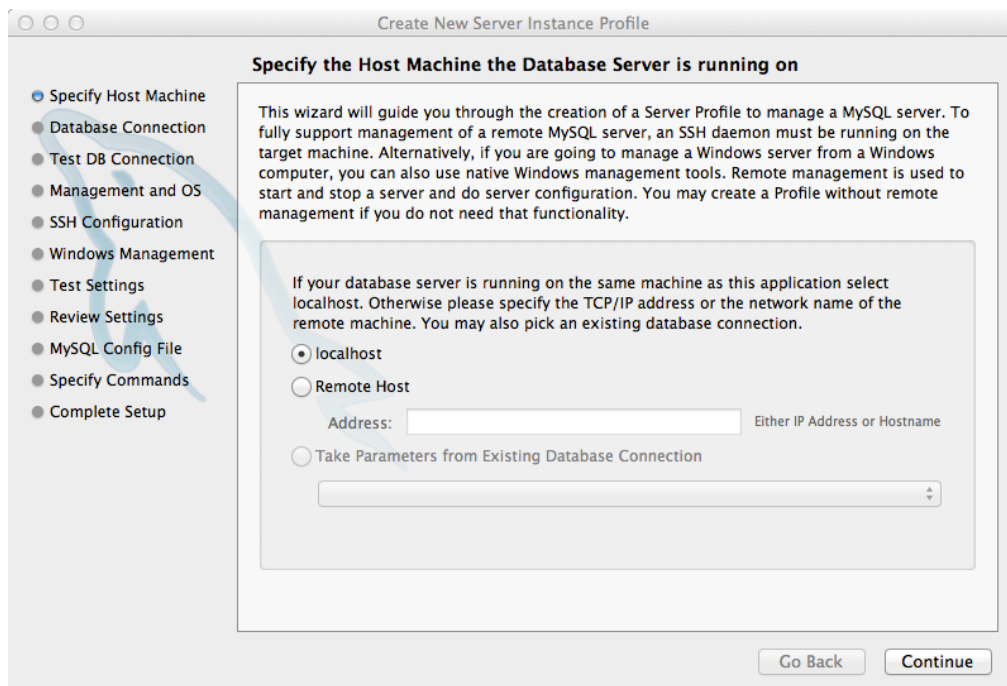 Create New Server Instance Profile
Specify the Host Machine the Database Server is running on
Specify Host Machine
Database Connection
Test DB Connection
Management and OS
SSH Configuration
Windows Management
Test Settings
Review Settings
MySQL Config File
Specify Commands
Complete Setup
This wizard will guide you through the creation of a Server Profile to manage a MySQL server. To
fully support management of a remote MySQL server, an SSH daemon must be running on the
target machine. Alternatively, if you are going to manage a Windows server from a Windows
computer, you can also use native Windows management tools. Remote management is used to
start and stop a server and do server configuration. You may create a Profile without remote
management if you do not need that functionality.
If your database server is running on the same machine as this application select
localhost. Otherwise please specify the TCP/IP address or the network name of the
remote machine. You may also pick an existing database connection.
localhost
Remote Host
Address: Either IP Address or Hostname
Take Parameters from Existing Database Connection
Go Back Continue